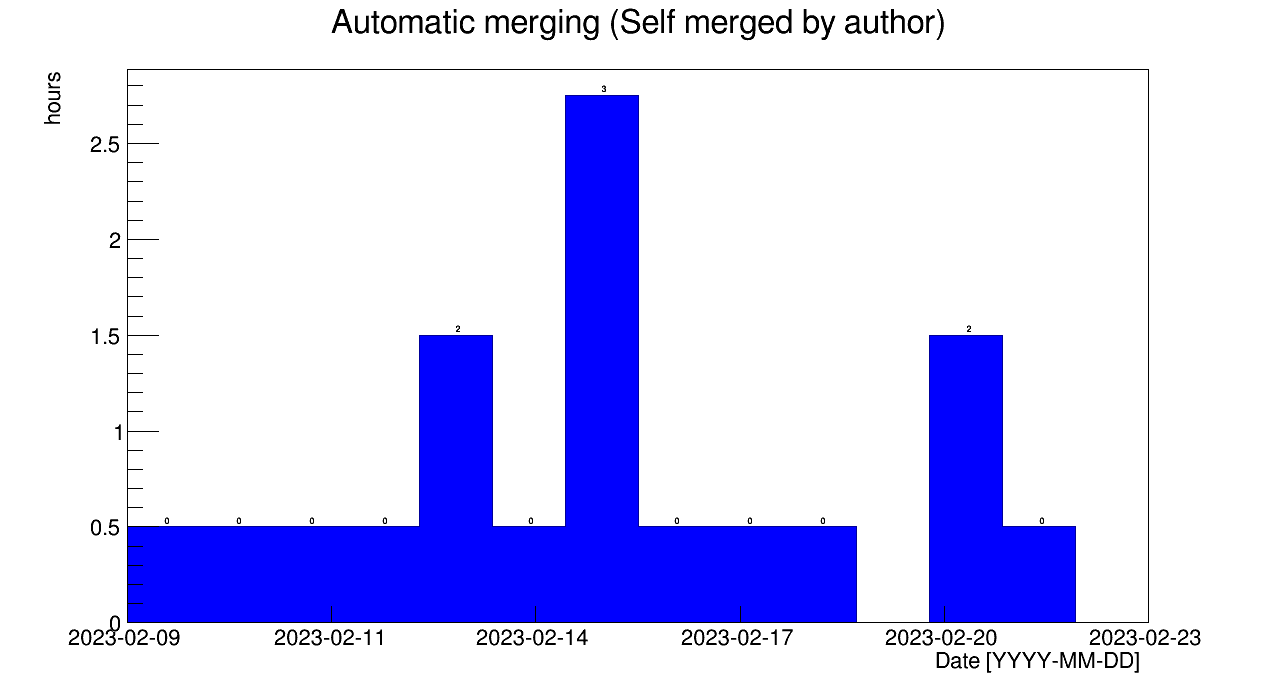 Automatic merging (Self merged by author)
hours
3
2.5
2
2 2
1.5
1
0 0 0 0 0 0 0 0 0
0.5
0
2023-02-09 2023-02-11 2023-02-14 2023-02-17 2023-02-20 2023-02-23
Date [YYYY-MM-DD]